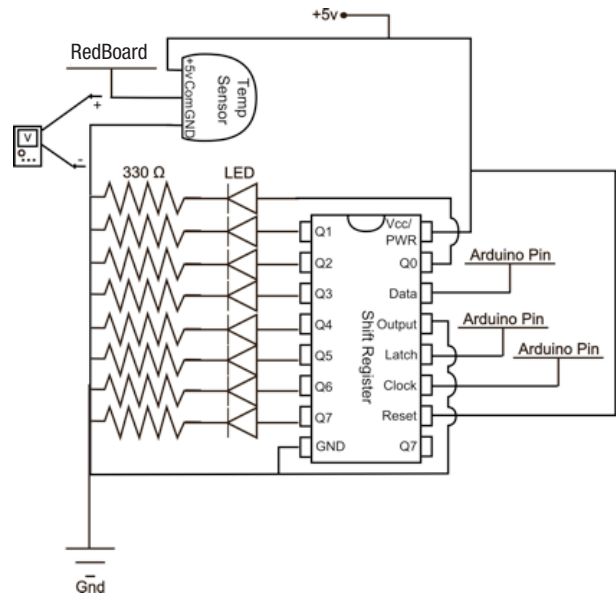 +5v
RedBoard
+5v
Com
GND
Temp
Sensor
+
V
-
330 Ω
LED
Vcc/
PWR
Q1
Q0
Q2
Data
Arduino Pin
Q3
Output
Q4
Latch
Arduino Pin
Q5
Clock
Arduino Pin
Q6
Reset
Q7
Q7
GND
Shift Register
Gnd